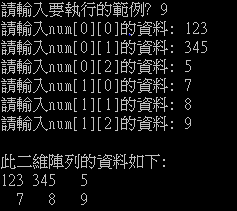 請輸入要執行的範例? 9
請輸入num[0][0]的資料: 123
請輸入num[0][1]的資料: 345
請輸入num[0][2]的資料: 5
請輸入num[1][0]的資料: 7
請輸入num[1][1]的資料: 8
請輸入num[1][2]的資料: 9
此二維陣列的資料如下:
123 345   5
  7   8   9